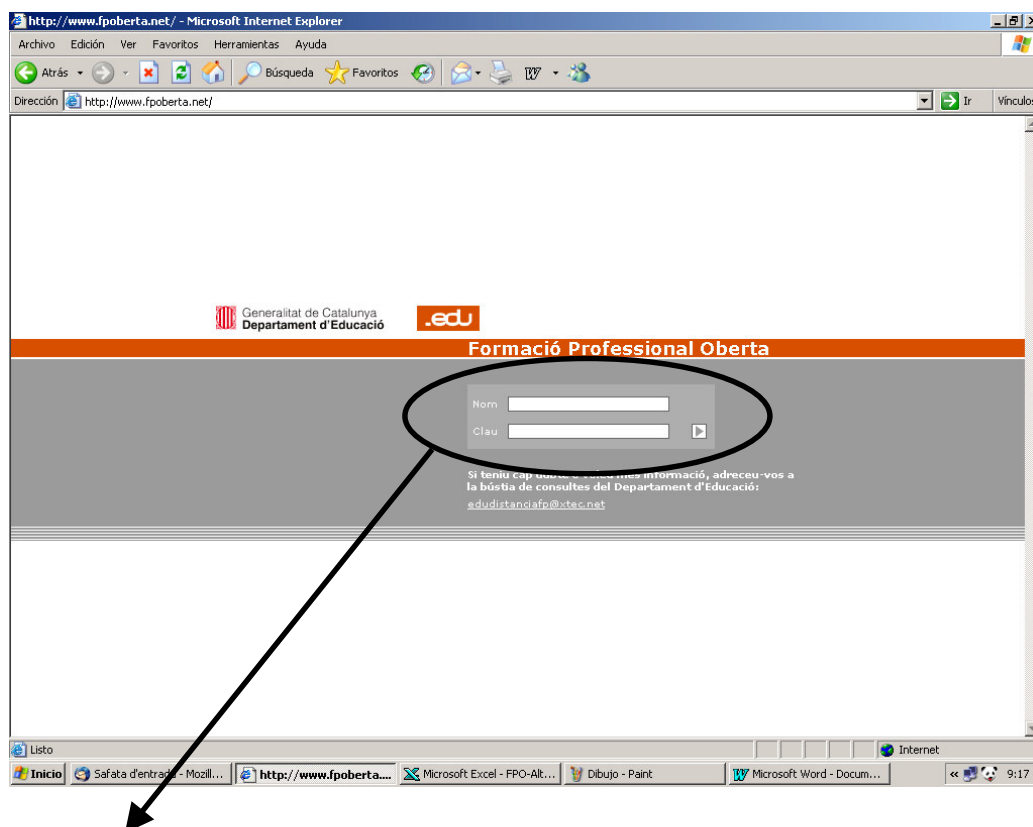 http://www.fpoberta.net/ - Microsoft Internet Explorer
Archivo Edición Ver Favoritos Herramientas Ayuda
Atrás Búsqueda Favoritos
Dirección http://www.fpoberta.net/ Ir Vínculos
Generalitat de Catalunya
Departament d'Educació
.edu
Formació Professional Oberta
Nom
Clau
Si teniu cap dubte o voleu més informació, adreceu-vos a
la bústia de consultes del Departament d'Educació:
edudistanciafp@xtec.net
Listo Internet
Inicio Safata d'entrada - Mozill... http://www.fpoberta.... Microsoft Excel - FPO-Alt... Dibujo - Paint Microsoft Word - Docum... « 9:17